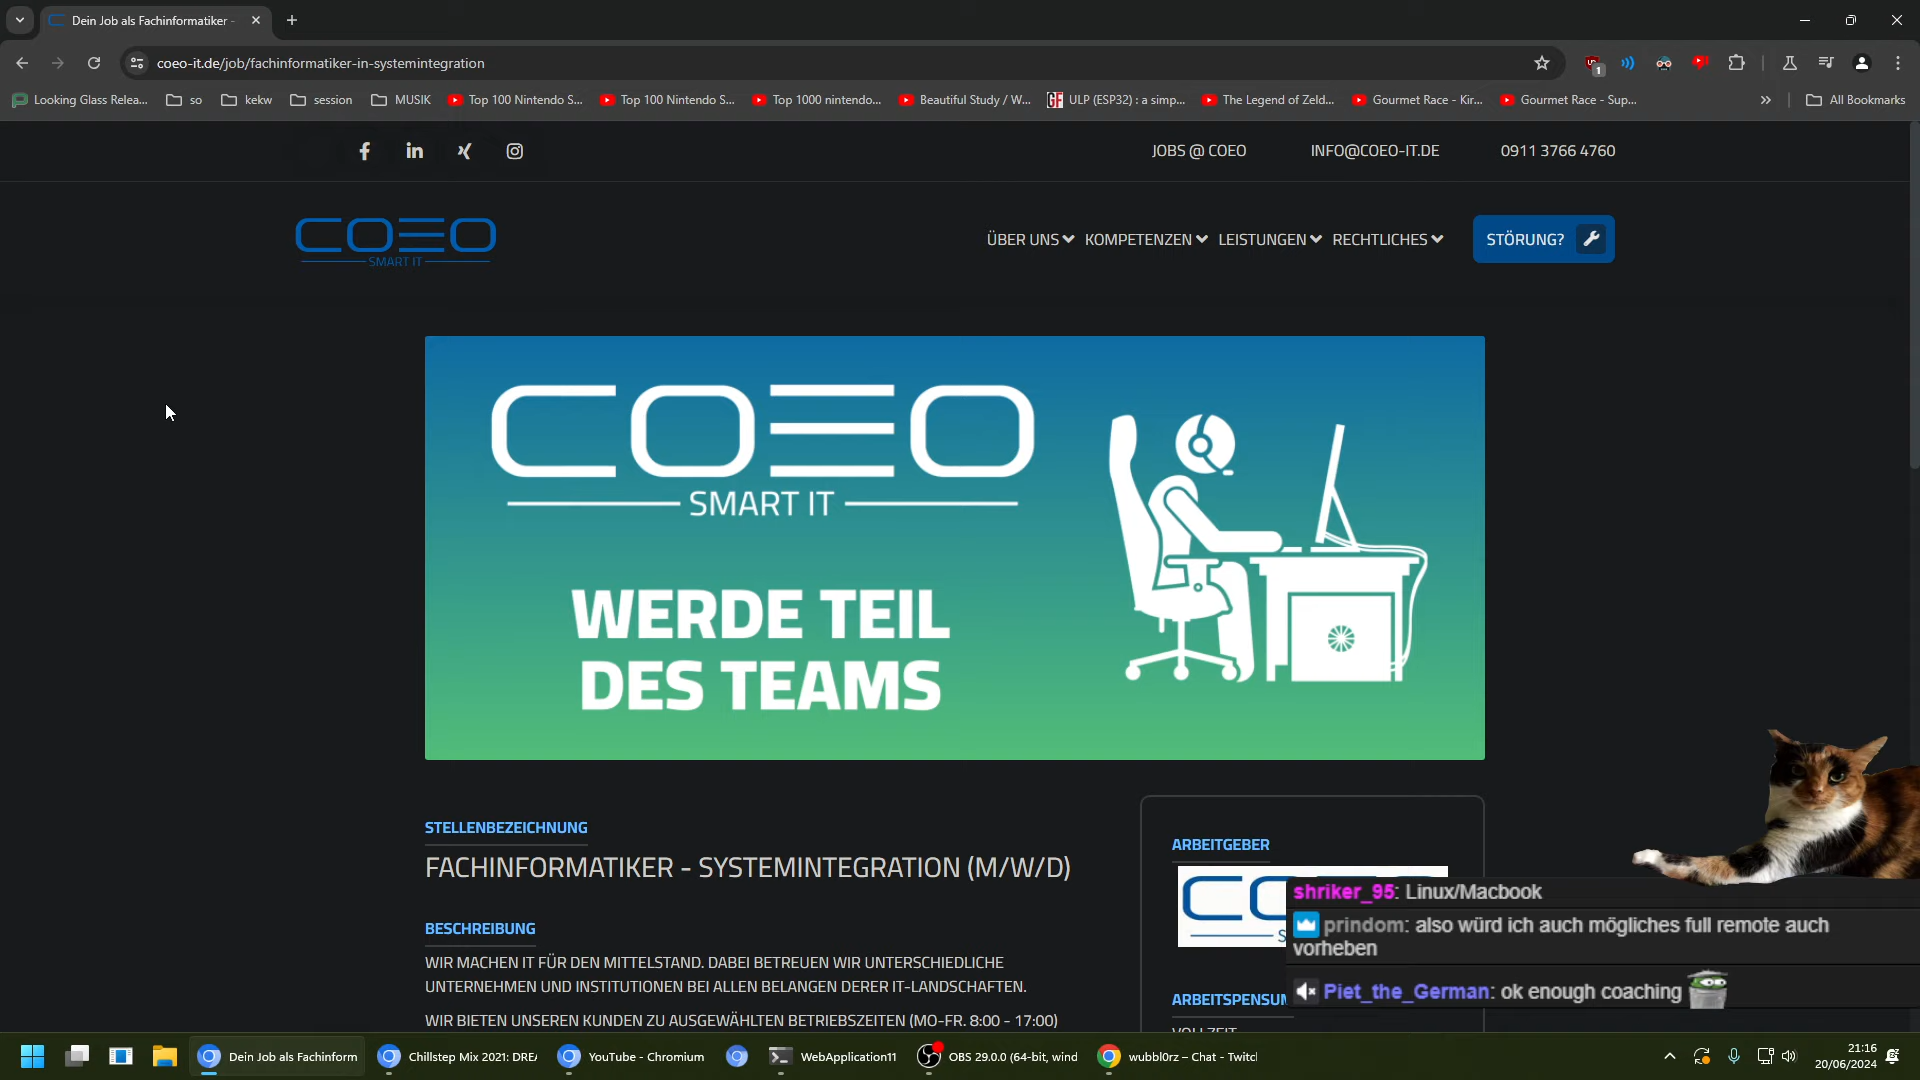 Dein Job als Fachinformatiker -
coeo-it.de/job/fachinformatiker-in-systemintegration
1
Looking Glass Relea...
so
kekw
session
MUSIK
Top 100 Nintendo S...
Top 100 Nintendo S...
Top 1000 nintendo...
Beautiful Study / W...
GF
ULP (ESP32) : a simp...
The Legend of Zeld...
Gourmet Race - Kir...
Gourmet Race - Sup...
All Bookmarks
JOBS @ COEO
INFO@COEO-IT.DE
0911 3766 4760
COEO
SMART IT
ÜBER UNS
KOMPETENZEN
LEISTUNGEN
RECHTLICHES
STÖRUNG?
COEO
SMART IT
WERDE TEIL
DES TEAMS
STELLENBEZEICHNUNG
FACHINFORMATIKER - SYSTEMINTEGRATION (M/W/D)
BESCHREIBUNG
WIR MACHEN IT FÜR DEN MITTELSTAND. DABEI BETREUEN WIR UNTERSCHIEDLICHE
UNTERNEHMEN UND INSTITUTIONEN BEI ALLEN BELANGEN DERER IT-LANDSCHAFTEN.
WIR BIETEN UNSEREN KUNDEN ZU AUSGEWÄHLTEN BETRIEBSZEITEN (MO-FR. 8:00 - 17:00)
ARBEITGEBER
ARBEITSPENSUM
VOLLZEIT
shriker_95: Linux/Macbook
prindom: also würd ich auch mögliches full remote auch
vorheben
Piet_the_German: ok enough coaching
Dein Job als Fachinform
Chillstep Mix 2021: DREA
YouTube - Chromium
WebApplication11
OBS 29.0.0 (64-bit, wind
wubbl0rz – Chat - Twitcl
21:16
20/06/2024